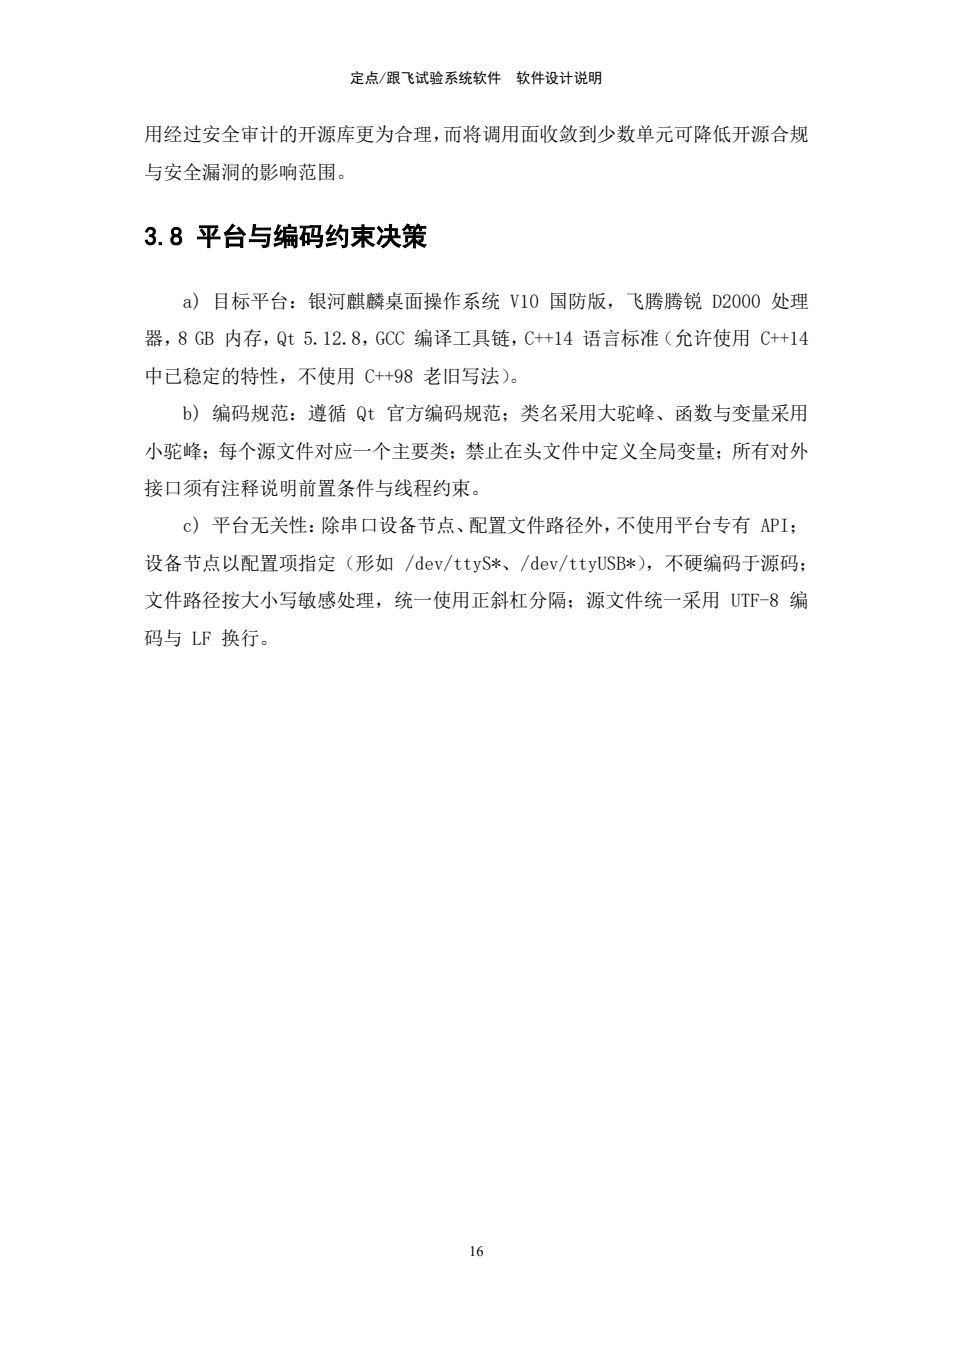 定点/跟飞试验系统软件　软件设计说明
用经过安全审计的开源库更为合理，而将调用面收敛到少数单元可降低开源合规
与安全漏洞的影响范围。
3.8 平台与编码约束决策
a) 目标平台：银河麒麟桌面操作系统 V10 国防版，飞腾腾锐 D2000 处理
器，8 GB 内存，Qt 5.12.8，GCC 编译工具链，C++14 语言标准（允许使用 C++14
中已稳定的特性，不使用 C++98 老旧写法）。
b) 编码规范：遵循 Qt 官方编码规范；类名采用大驼峰、函数与变量采用
小驼峰；每个源文件对应一个主要类；禁止在头文件中定义全局变量；所有对外
接口须有注释说明前置条件与线程约束。
c) 平台无关性：除串口设备节点、配置文件路径外，不使用平台专有 API；
设备节点以配置项指定（形如 /dev/ttyS*、/dev/ttyUSB*），不硬编码于源码；
文件路径按大小写敏感处理，统一使用正斜杠分隔；源文件统一采用 UTF-8 编
码与 LF 换行。
16